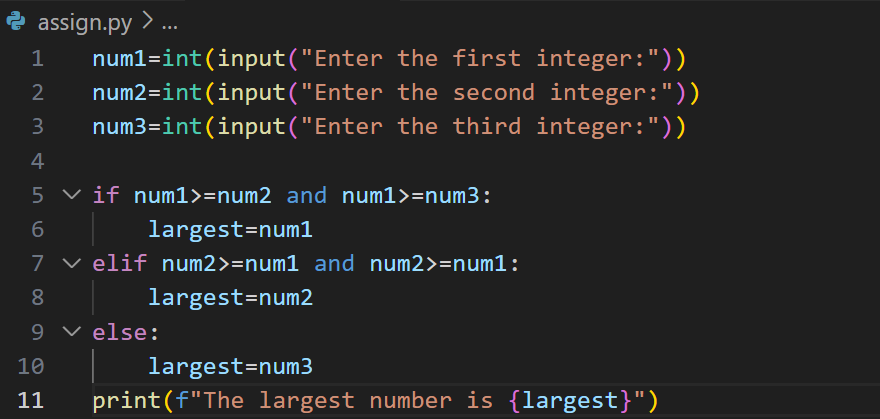 assign.py > ...
1 num1=int(input("Enter the first integer:"))
2 num2=int(input("Enter the second integer:"))
3 num3=int(input("Enter the third integer:"))
4
5 if num1>=num2 and num1>=num3:
6     largest=num1
7 elif num2>=num1 and num2>=num1:
8     largest=num2
9 else:
10     largest=num3
11 print(f"The largest number is {largest}")